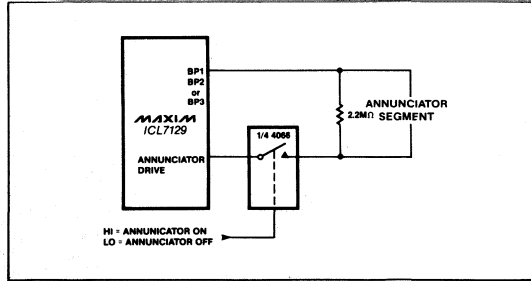 BP1
BP2
or
BP3
MAXIM
ICL7129
ANNUNCIATOR
DRIVE
1/4 4066
2.2MΩ
ANNUNCIATOR
SEGMENT
HI = ANNUNICATOR ON
LO = ANNUNCIATOR OFF